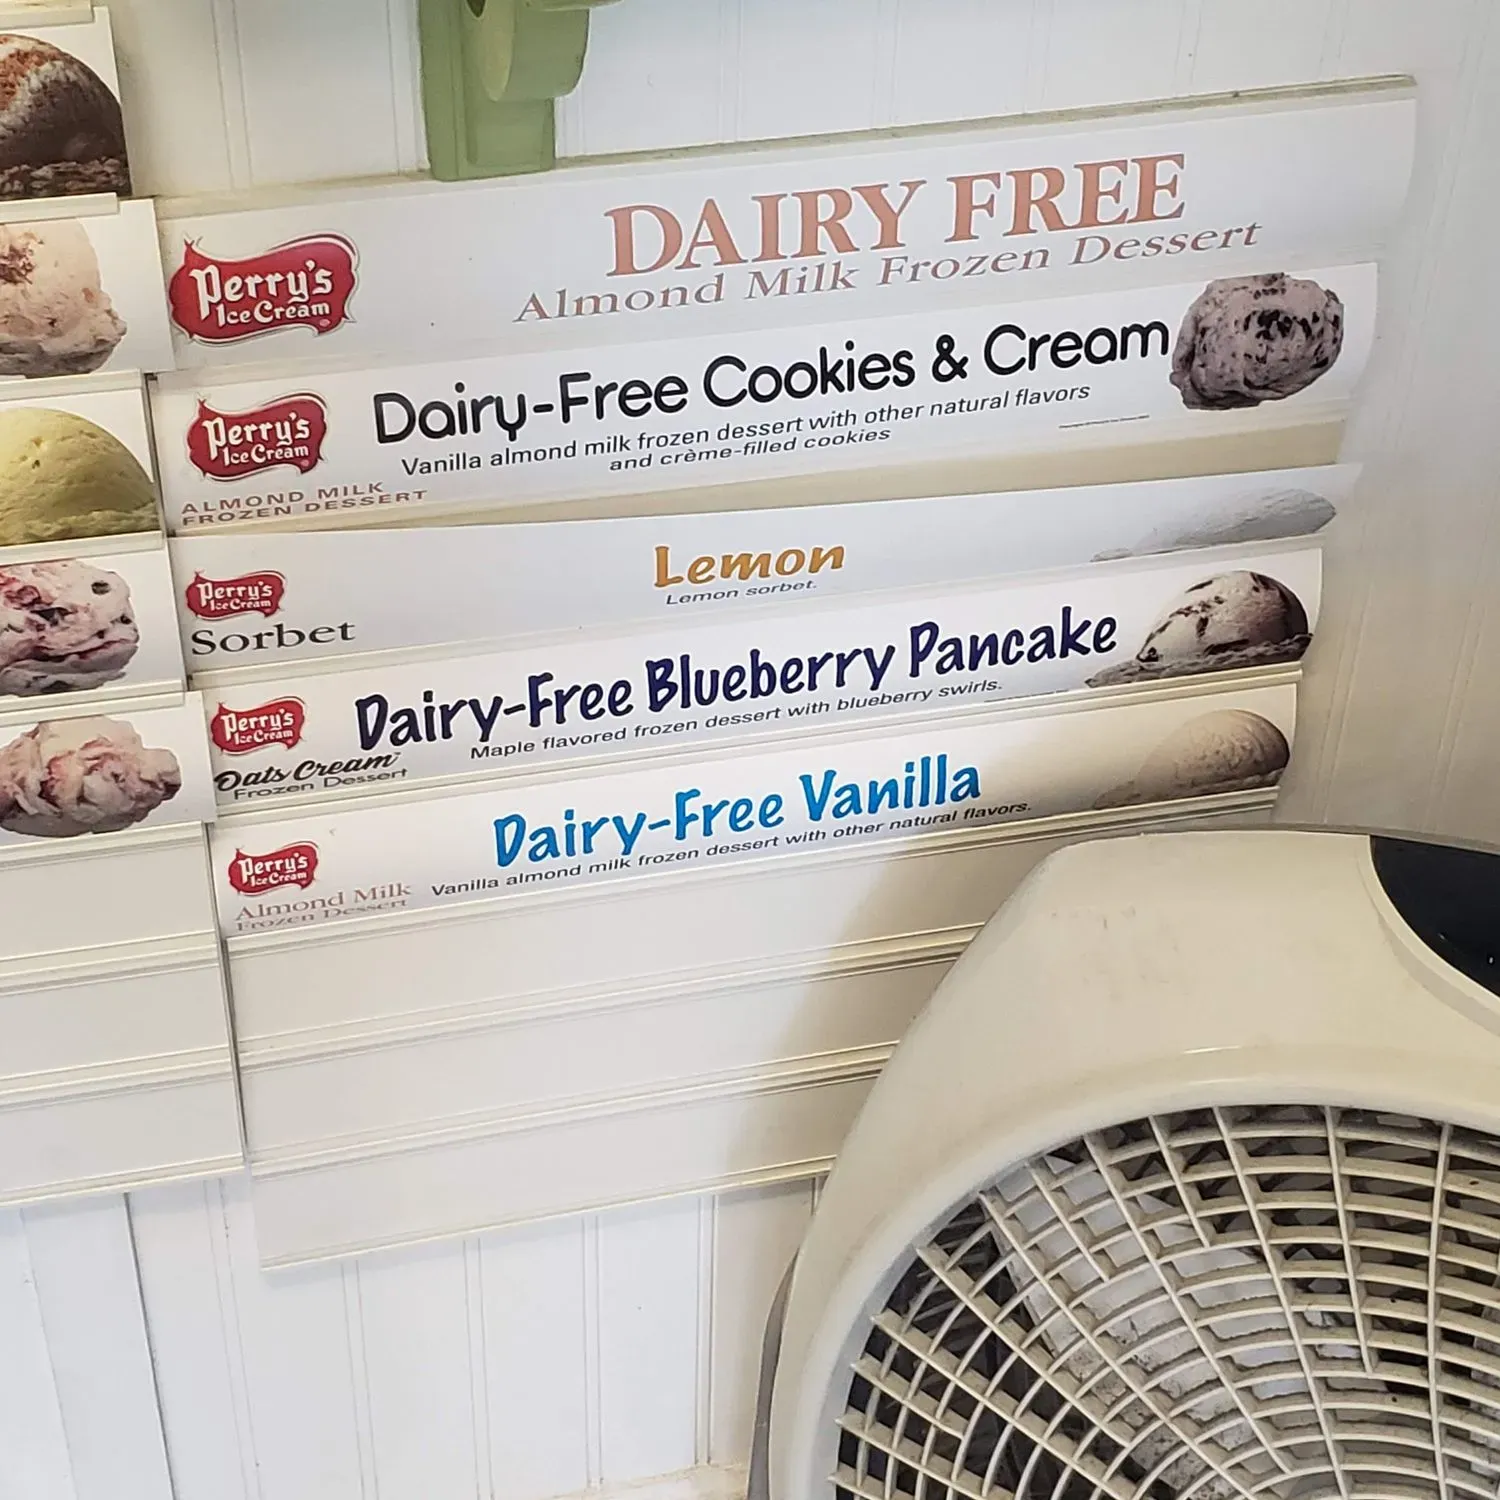 Perry's
Ice Cream
DAIRY FREE
Almond Milk Frozen Dessert
Perry's
Ice Cream
ALMOND MILK
FROZEN DESSERT
Dairy-Free Cookies & Cream
Vanilla almond milk frozen dessert with other natural flavors
and crème-filled cookies
Perry's
Ice Cream
Sorbet
Lemon
Lemon sorbet.
Perry's
Ice Cream
Oats Cream™
Frozen Dessert
Dairy-Free Blueberry Pancake
Maple flavored frozen dessert with blueberry swirls.
Perry's
Ice Cream
Almond Milk
Frozen Dessert
Dairy-Free Vanilla
Vanilla almond milk frozen dessert with other natural flavors.